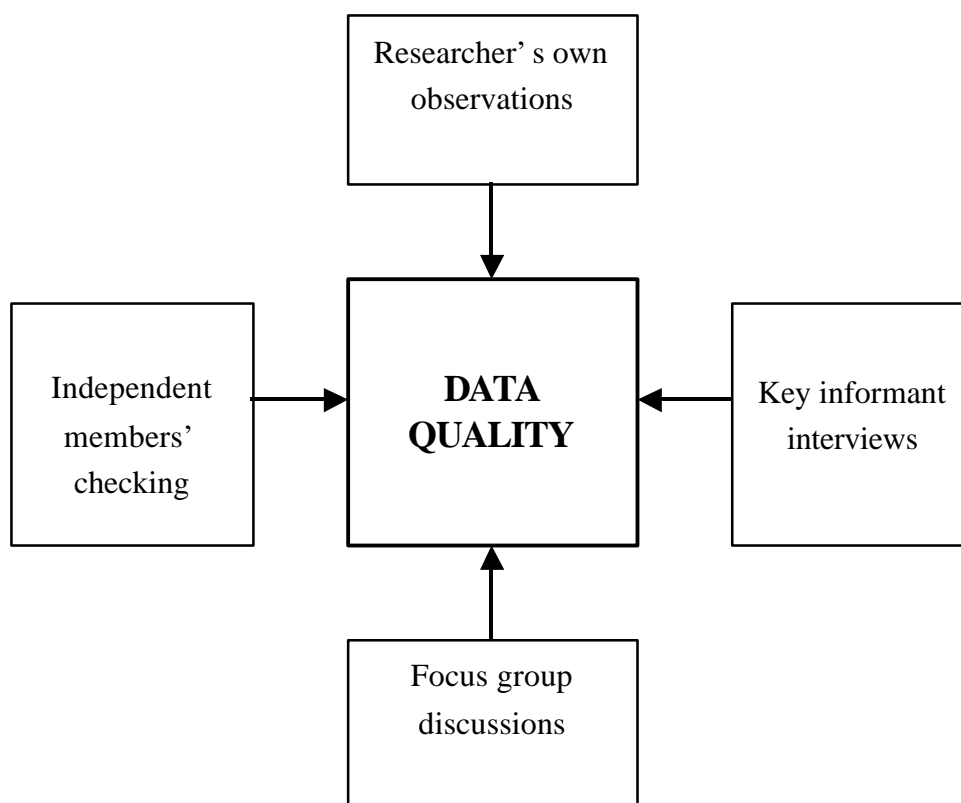 Researcher’ s own
observations
Independent
members’
checking
DATA
QUALITY
Key informant
interviews
Focus group
discussions